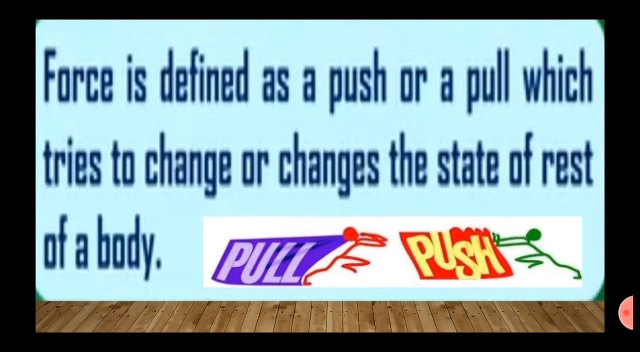 Force is defined as a push or a pull which
tries to change or changes the state of rest
of a body.
PULL PUSH